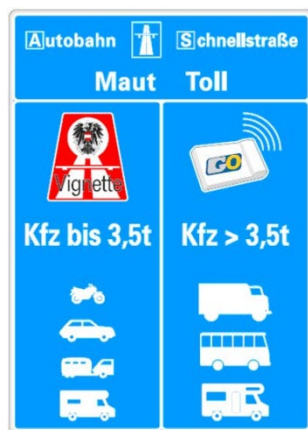 Autobahn Schnellstraße
Maut Toll
Vignette
GO
Kfz bis 3,5t
Kfz > 3,5t